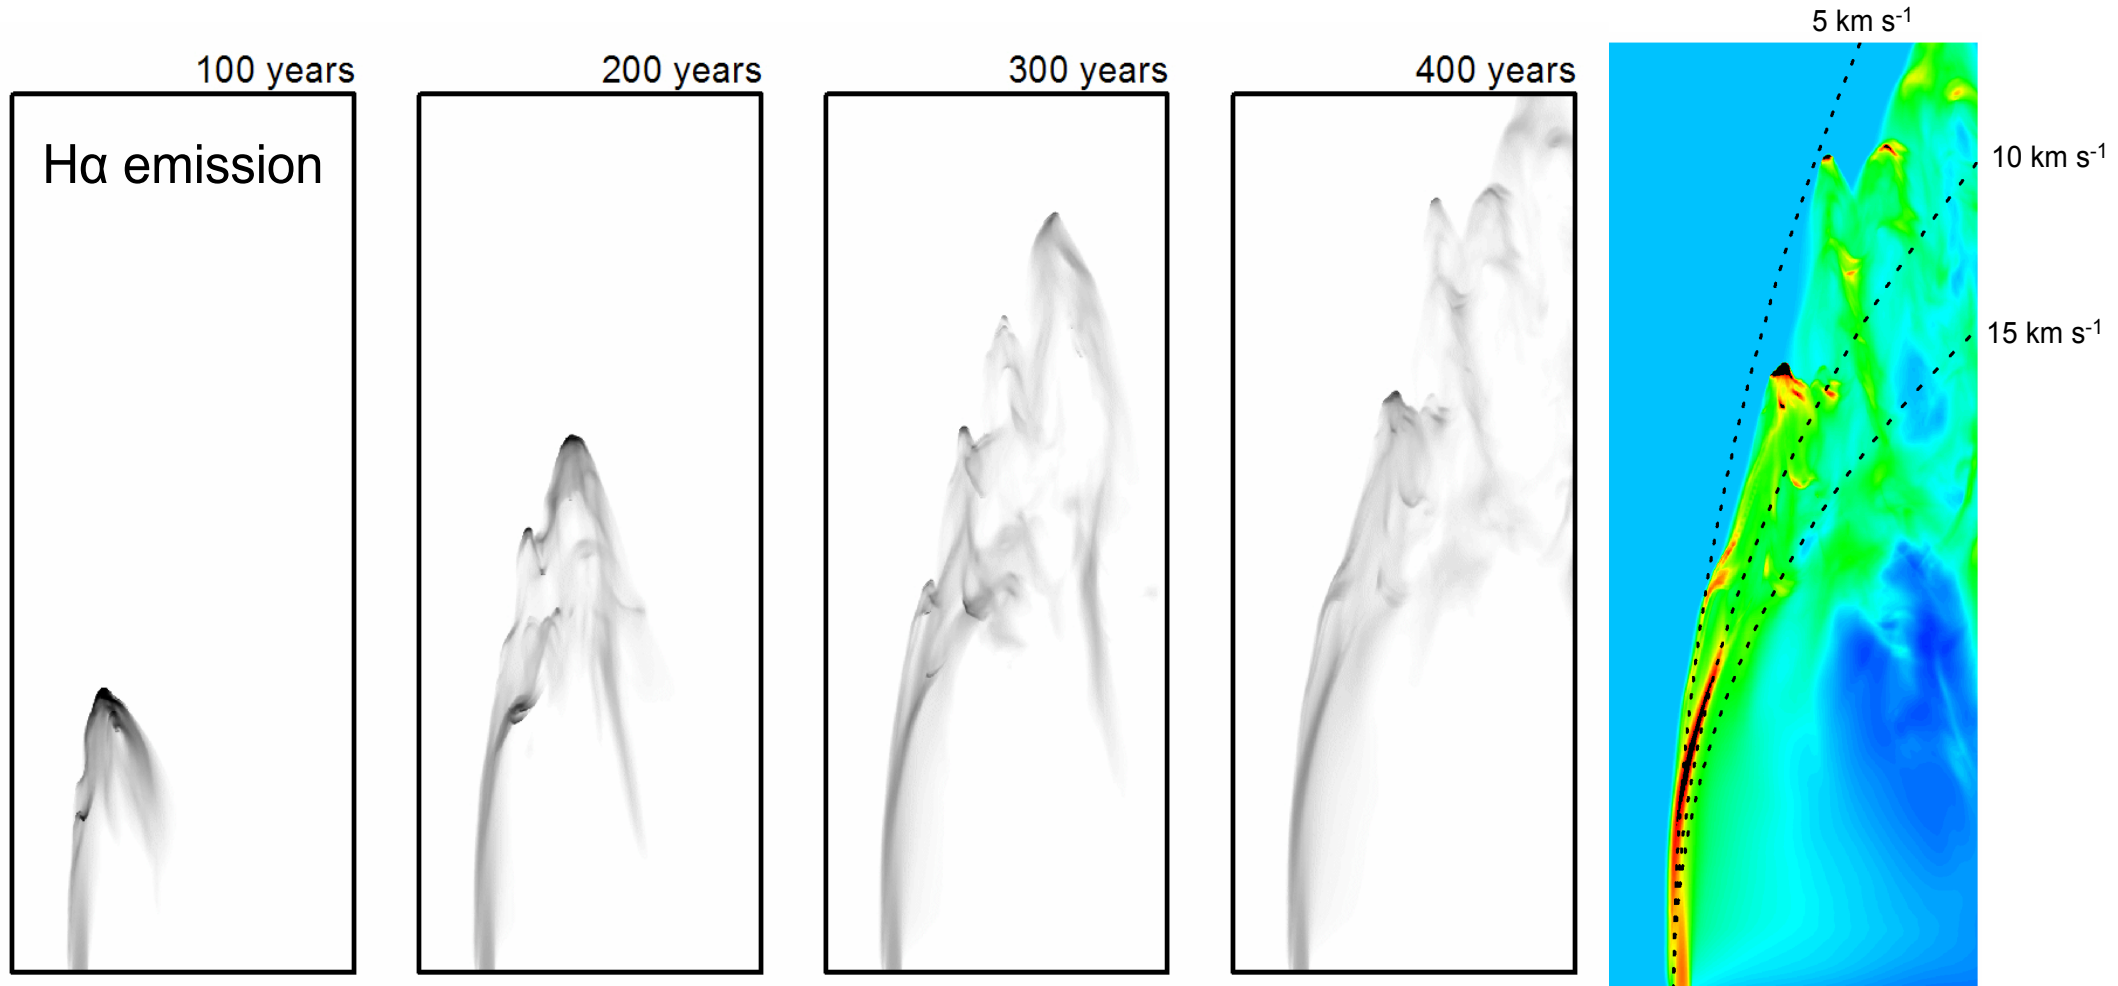 100 years
200 years
300 years
400 years
5 km s-1
Hα emission
10 km s-1
15 km s-1